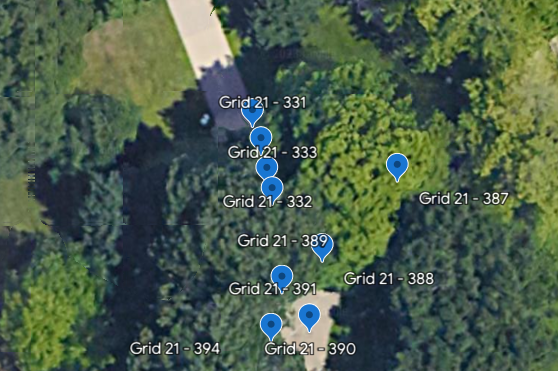 Grid 21 - 331
Grid 21 - 333
Grid 21 - 332
Grid 21 - 387
Grid 21 - 389
Grid 21 - 388
Grid 21 - 391
Grid 21 - 394
Grid 21 - 390